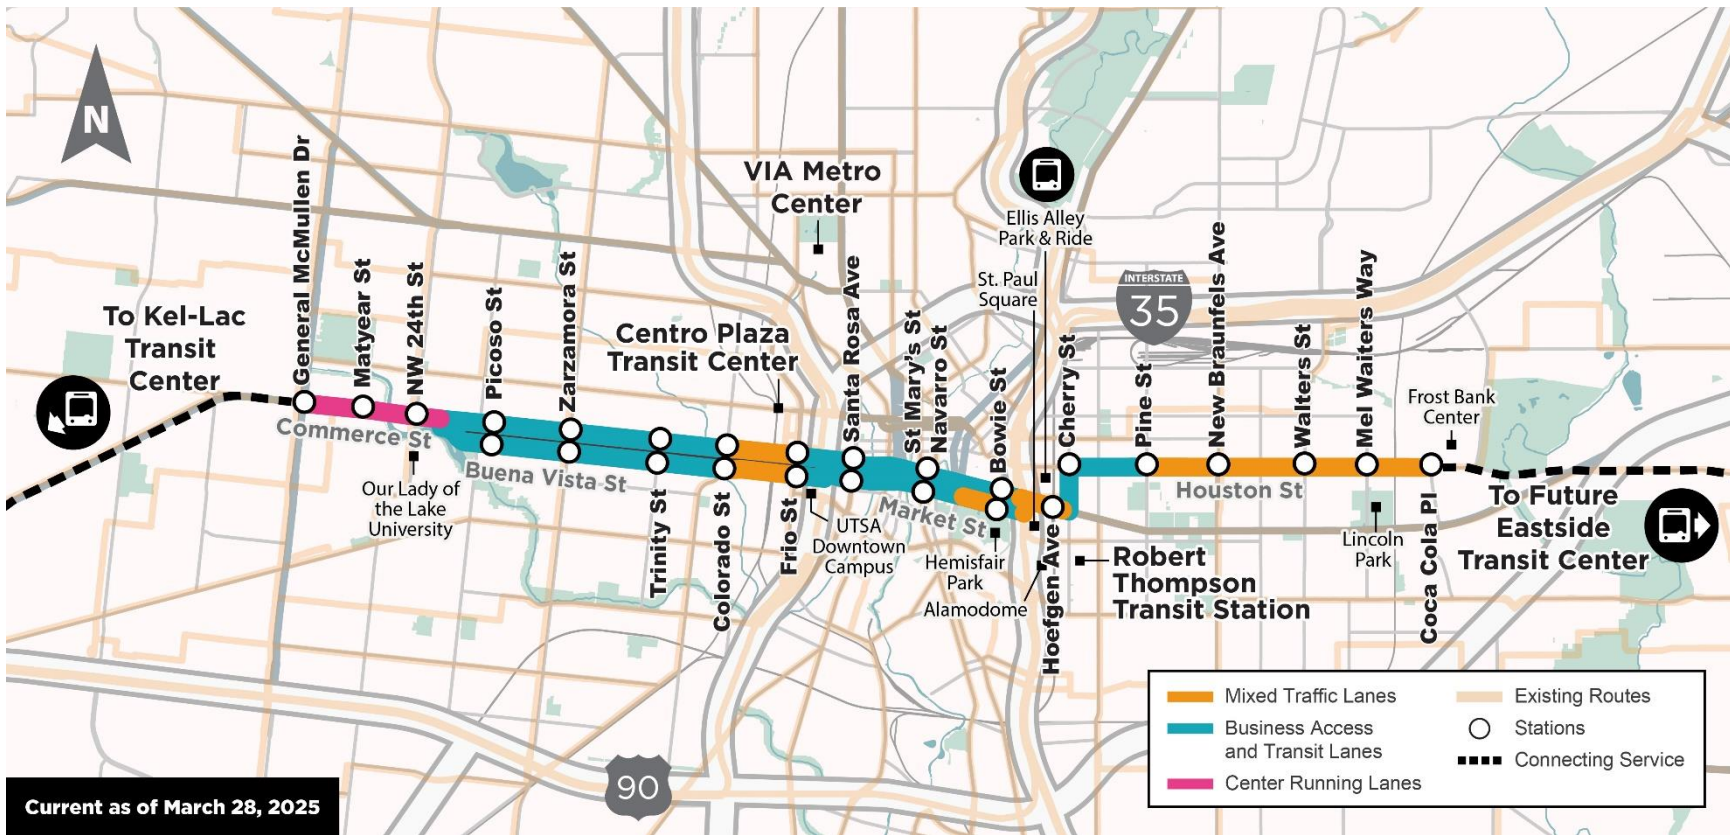 N
VIA Metro
Center
Ellis Alley
Park & Ride
St. Paul
Square
INTERSTATE
35
To Kel-Lac
Transit
Center
General McMullen Dr
Matyear St
NW 24th St
Picoso St
Zarzamora St
Centro Plaza
Transit Center
Santa Rosa Ave
St Mary's St
Navarro St
Bowie St
Cherry St
Pine St
New Braunfels Ave
Walters St
Mel Waiters Way
Frost Bank
Center
Commerce St
Buena Vista St
Market St
Houston St
Our Lady of
the Lake
University
Trinity St
Colorado St
Frio St
UTSA
Downtown
Campus
Hemisfair
Park
Alamodome
Hoefgen Ave
Robert
Thompson
Transit Station
Lincoln
Park
Coca Cola Pl
To Future
Eastside
Transit Center
90
Current as of March 28, 2025
Mixed Traffic Lanes
Business Access
and Transit Lanes
Center Running Lanes
Existing Routes
Stations
Connecting Service